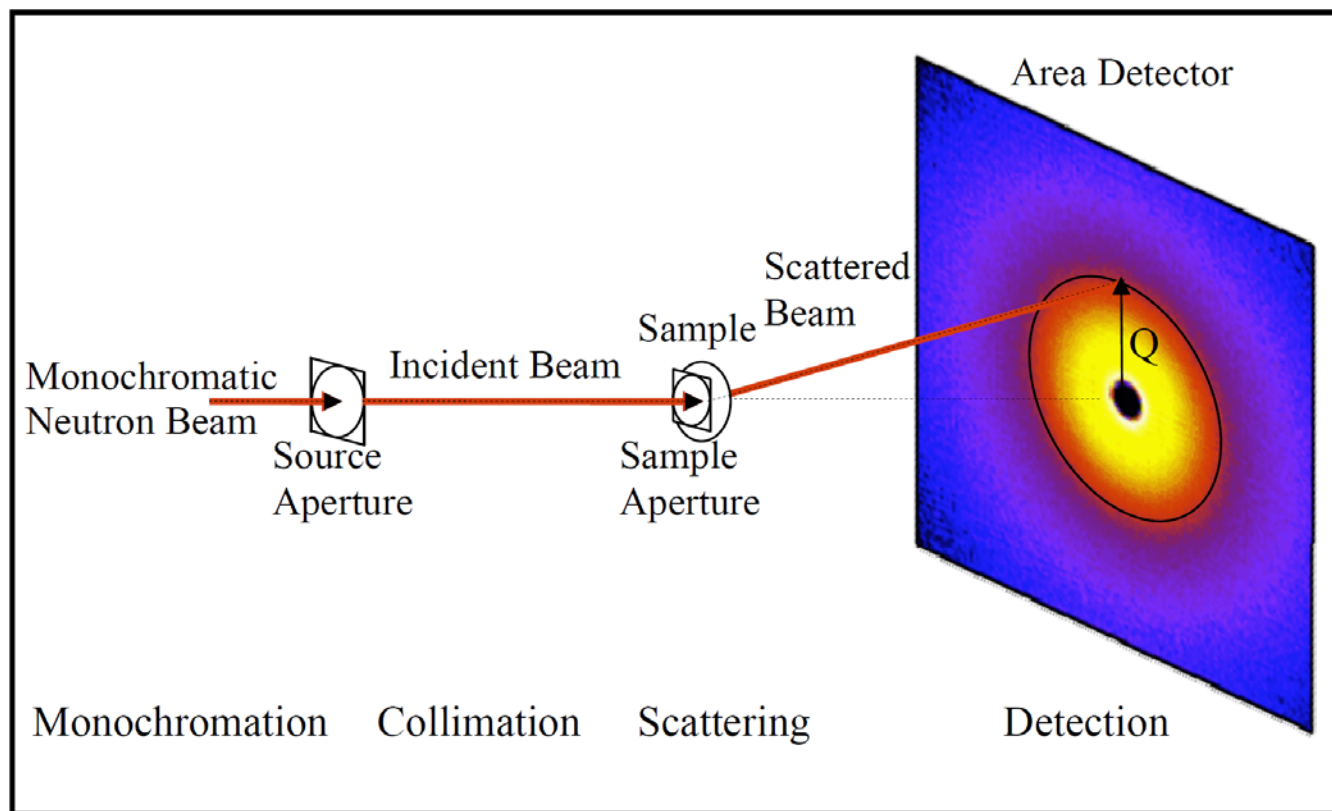 Area Detector
Scattered
Beam
Sample
Q
Incident Beam
Monochromatic
Neutron Beam
Source
Aperture
Sample
Aperture
Monochromation
Collimation
Scattering
Detection